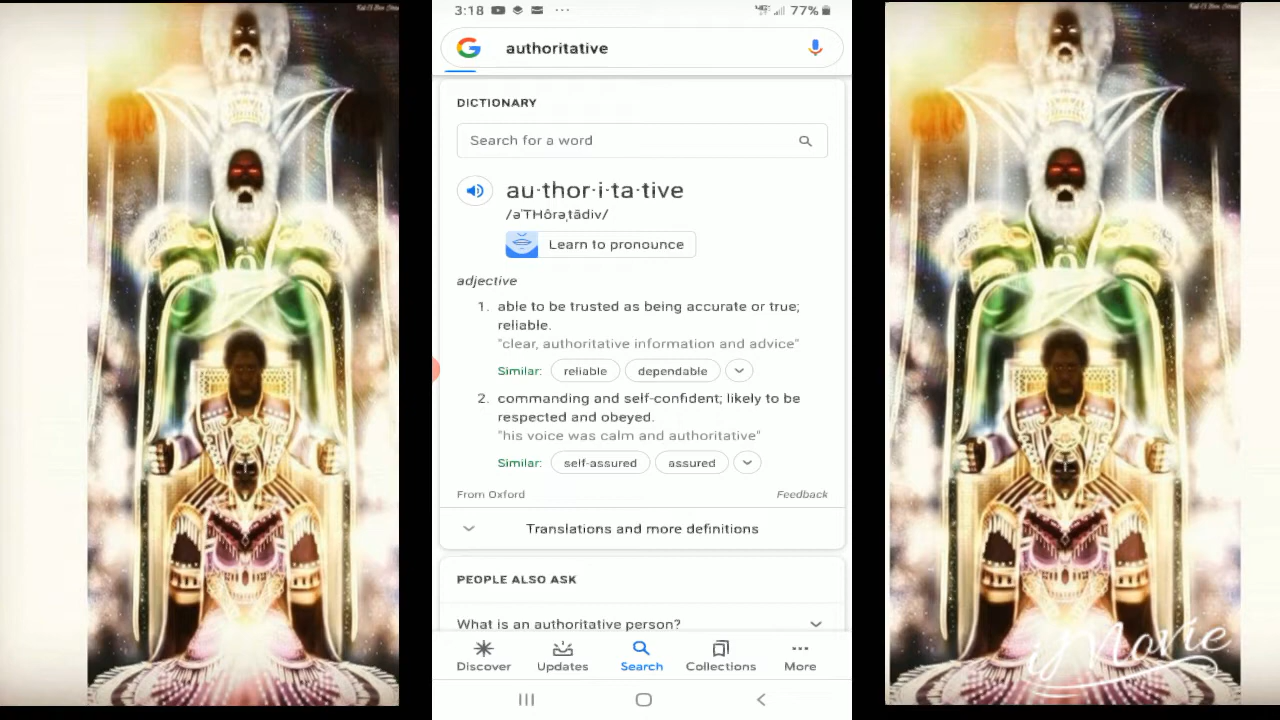 3:18 ... 4G 77%
authoritative
DICTIONARY
Search for a word
au·thor·i·ta·tive
/əˈTHôrəˌtādiv/
Learn to pronounce
adjective
1. able to be trusted as being accurate or true;
reliable.
"clear, authoritative information and advice"
Similar: reliable dependable
2. commanding and self-confident; likely to be
respected and obeyed.
"his voice was calm and authoritative"
Similar: self-assured assured
From Oxford Feedback
Translations and more definitions
PEOPLE ALSO ASK
What is an authoritative person?
Discover Updates Search Collections More
iMovie